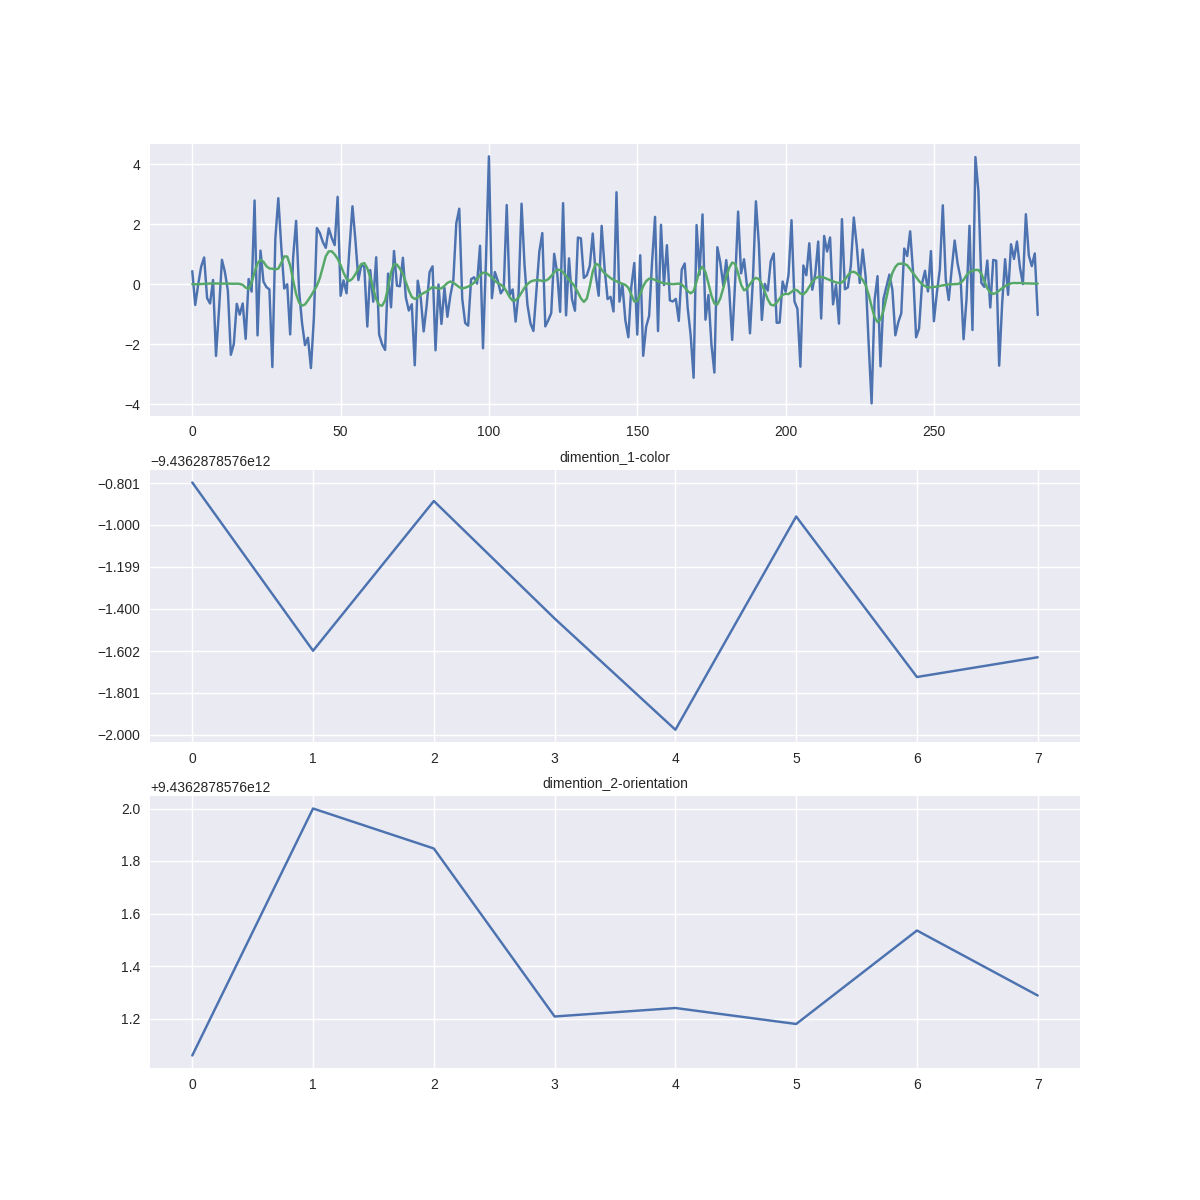 4
2
0
−2
−4
0 50 100 150 200 250
dimention_1-color
−9.4362878576e12
−0.801
−1.000
−1.199
−1.400
−1.602
−1.801
−2.000
0 1 2 3 4 5 6 7
dimention_2-orientation
+9.4362878576e12
2.0
1.8
1.6
1.4
1.2
0 1 2 3 4 5 6 7